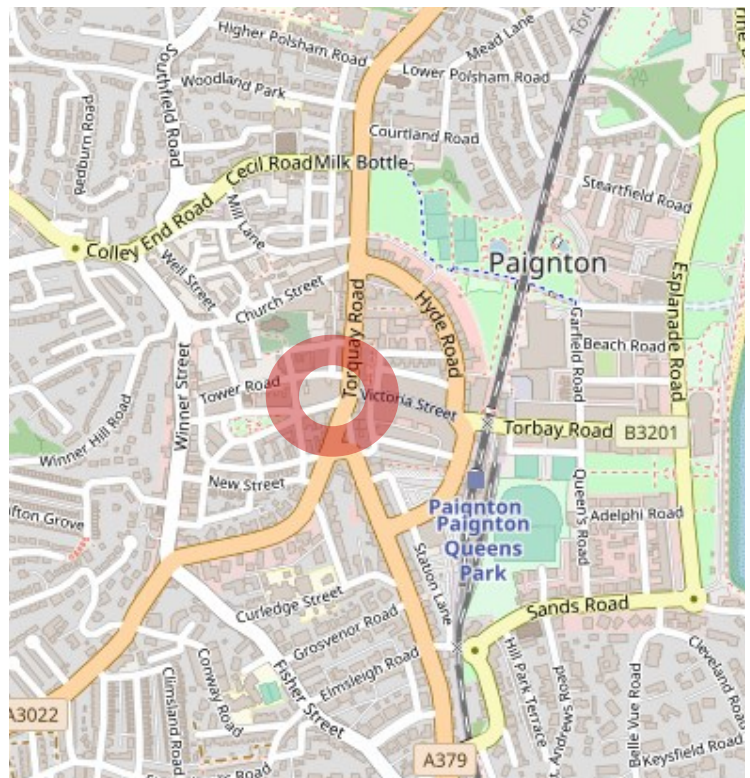 Higher Polsham Road
Mead Lane
Lower Polsham Road
Southfield Road
Woodland Park
Redburn Road
Courtland Road
Cecil Road
Milk Bottle
Steartfield Road
Mill Lane
Colley End Road
Well Street
Paignton
Church Street
Esplanade Road
Hyde Road
Torquay Road
Garfield Road
Beach Road
Tower Road
Winner Street
Victoria Street
Torbay Road
B3201
Winner Hill Road
New Street
Queen's Road
Paignton
Paignton
Queens
Park
Adelphi Road
Station Lane
Curledge Street
Sands Road
Grosvenor Road
Elmsleigh Road
Fisher Street
Conway Road
Climsland Road
Hill Park Terrace
Belle Vue Road
Cleveland Road
A3022
A379
Keysfield Road